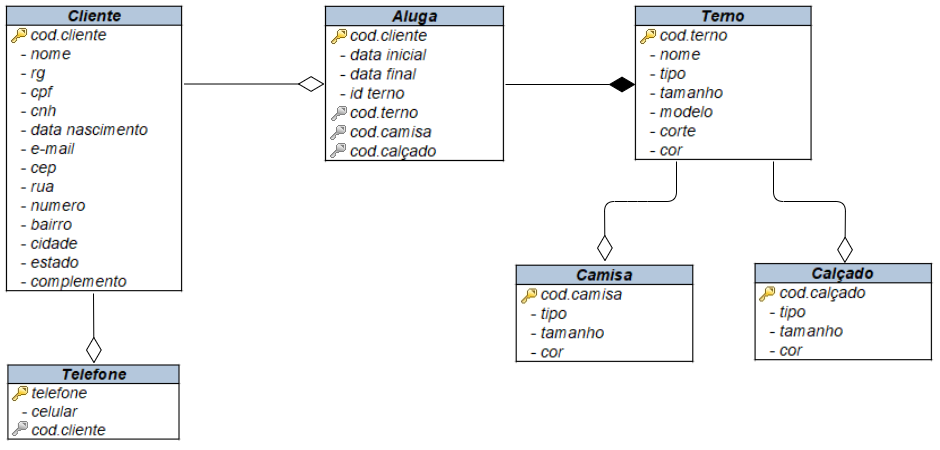 Cliente
cod.cliente
- nome
- rg
- cpf
- cnh
- data nascimento
- e-mail
- cep
- rua
- numero
- bairro
- cidade
- estado
- complemento
Aluga
cod.cliente
- data inicial
- data final
- id terno
cod.terno
cod.camisa
cod.calçado
Terno
cod.terno
- nome
- tipo
- tamanho
- modelo
- corte
- cor
Camisa
cod.camisa
- tipo
- tamanho
- cor
Calçado
cod.calçado
- tipo
- tamanho
- cor
Telefone
telefone
- celular
cod.cliente